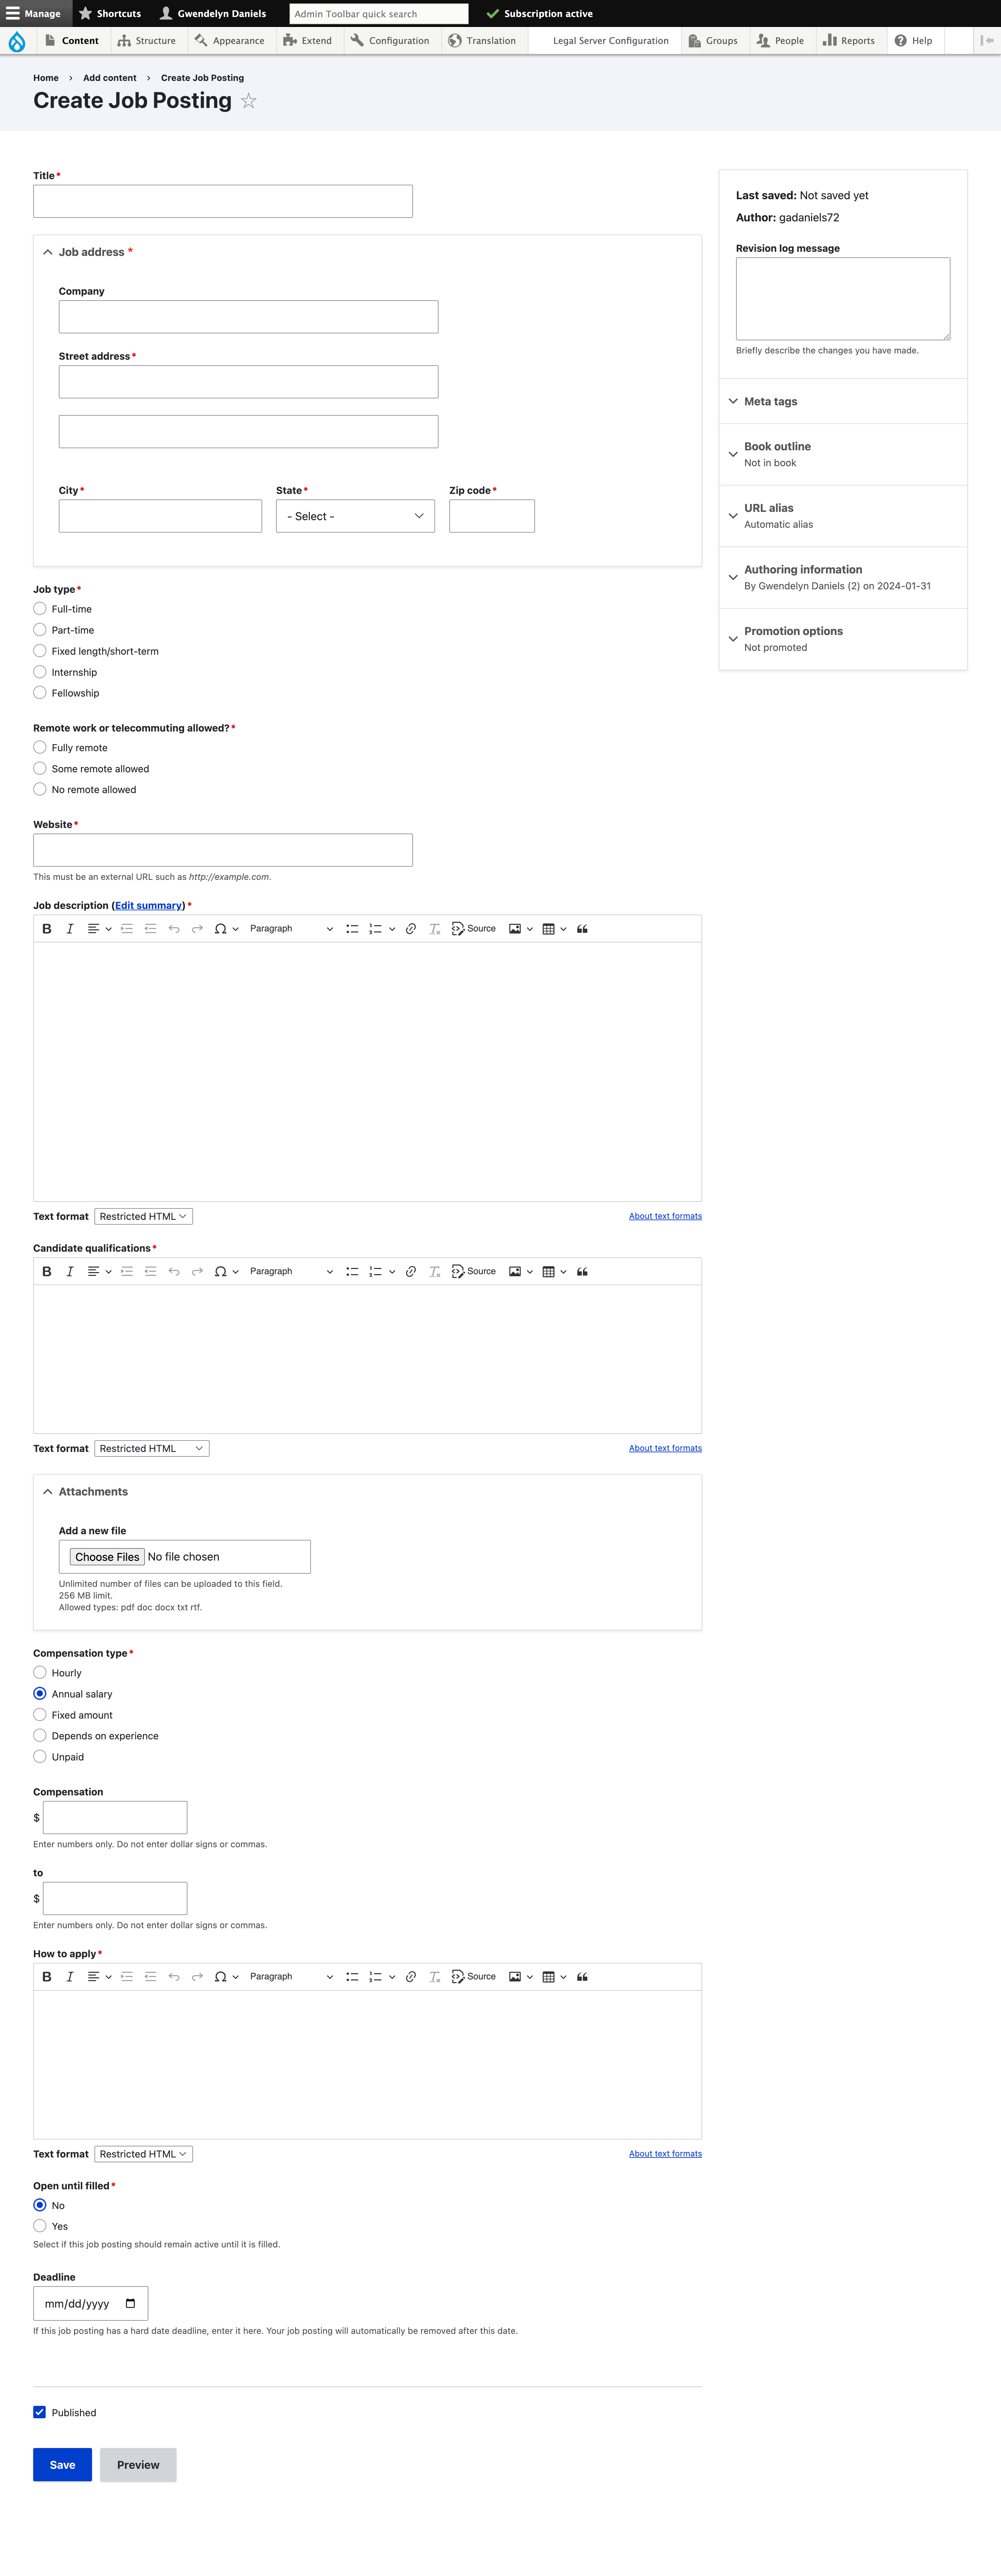 Manage Shortcuts Gwendelyn Daniels Admin Toolbar quick search Subscription active
Content Structure Appearance Extend Configuration Translation Legal Server Configuration Groups People Reports Help
Home › Add content › Create Job Posting
Create Job Posting
Title*
Job address *
Company
Street address*
City* State* Zip code*
- Select -
Job type*
Full-time
Part-time
Fixed length/short-term
Internship
Fellowship
Remote work or telecommuting allowed?*
Fully remote
Some remote allowed
No remote allowed
Website*
This must be an external URL such as http://example.com.
Job description (Edit summary)*
Paragraph Source
Text format Restricted HTML About text formats
Candidate qualifications*
Paragraph Source
Text format Restricted HTML About text formats
Attachments
Add a new file
Choose Files No file chosen
Unlimited number of files can be uploaded to this field.
256 MB limit.
Allowed types: pdf doc docx txt rtf.
Compensation type*
Hourly
Annual salary
Fixed amount
Depends on experience
Unpaid
Compensation
$
Enter numbers only. Do not enter dollar signs or commas.
to
$
Enter numbers only. Do not enter dollar signs or commas.
How to apply*
Paragraph Source
Text format Restricted HTML About text formats
Open until filled*
No
Yes
Select if this job posting should remain active until it is filled.
Deadline
mm/dd/yyyy
If this job posting has a hard date deadline, enter it here. Your job posting will automatically be removed after this date.
Published
Save Preview
Last saved: Not saved yet
Author: gadaniels72
Revision log message
Briefly describe the changes you have made.
Meta tags
Book outline
Not in book
URL alias
Automatic alias
Authoring information
By Gwendelyn Daniels (2) on 2024-01-31
Promotion options
Not promoted